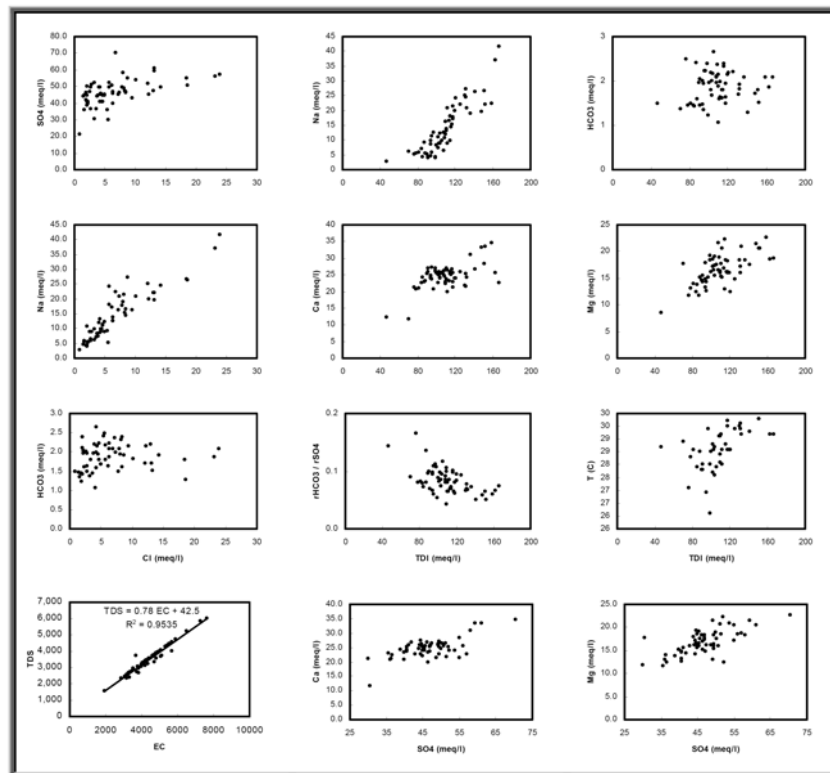 80.0
70.0
60.0
50.0
40.0
30.0
20.0
10.0
0.0
SO4 (meq/l)
0 5 10 15 20 25 30
45
40
35
30
25
20
15
10
5
0
Na (meq/l)
0 40 80 120 160 200
3
2
1
HCO3 (meq/l)
0 40 80 120 160 200
45.0
40.0
35.0
30.0
25.0
20.0
15.0
10.0
5.0
0.0
Na (meq/l)
0 5 10 15 20 25 30
40
35
30
25
20
15
10
5
0
Ca (meq/l)
0 40 80 120 160 200
25
20
15
10
5
0
Mg (meq/l)
0 40 80 120 160 200
3.0
2.5
2.0
1.5
1.0
0.5
0.0
HCO3 (meq/l)
0 5 10 15 20 25 30
Cl (meq/l)
0.2
0.1
0.0
rHCO3 / rSO4
0 40 80 120 160 200
TDI (meq/l)
30
30
29
29
28
28
27
27
26
26
T (C)
0 40 80 120 160 200
TDI (meq/l)
7,000
6,000
5,000
4,000
3,000
2,000
1,000
0
TDS
TDS = 0.78 EC + 42.5
R² = 0.9535
0 2000 4000 6000 8000 10000
EC
40.0
35.0
30.0
25.0
20.0
15.0
10.0
5.0
0.0
Ca (meq/l)
25 35 45 55 65 75
SO4 (meq/l)
25.0
20.0
15.0
10.0
5.0
0.0
Mg (meq/l)
25 35 45 55 65 75
SO4 (meq/l)